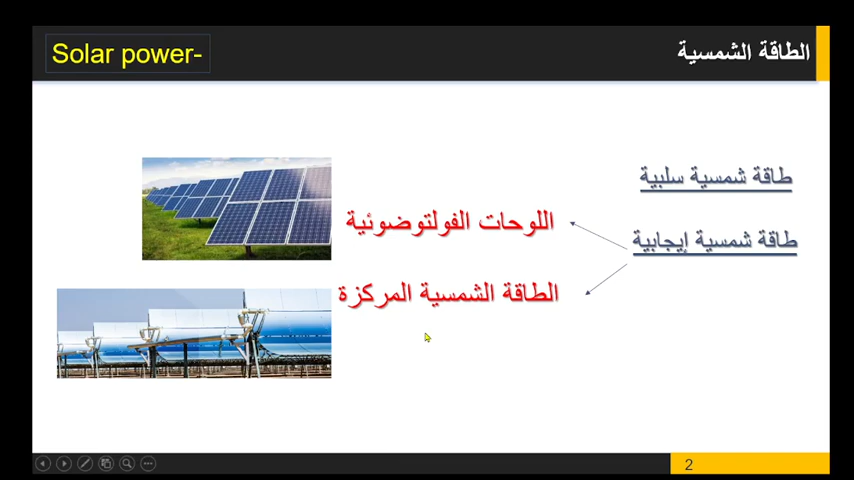 الطاقة الشمسية
Solar power-
طاقة شمسية سلبية
طاقة شمسية إيجابية
اللوحات الفولتوضوئية
الطاقة الشمسية المركزة
2